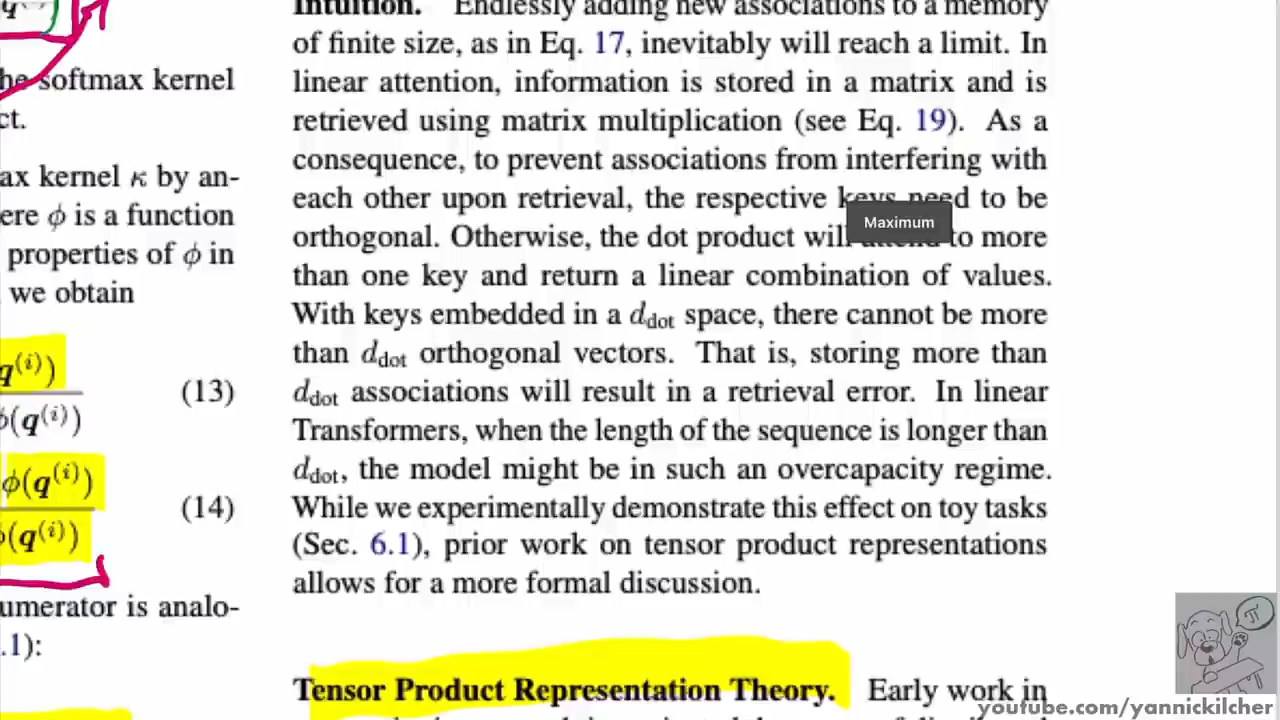 q
he softmax kernel
ct.
ax kernel κ by an-
ere ϕ is a function
properties of ϕ in
we obtain
q^(i))
ϕ(q^(i))
(13)
ϕ(q^(i))
ϕ(q^(i))
(14)
umerator is analo-
.1):
Intuition. Endlessly adding new associations to a memory
of finite size, as in Eq. 17, inevitably will reach a limit. In
linear attention, information is stored in a matrix and is
retrieved using matrix multiplication (see Eq. 19). As a
consequence, to prevent associations from interfering with
each other upon retrieval, the respective keys need to be
orthogonal. Otherwise, the dot product will attend to more
than one key and return a linear combination of values.
With keys embedded in a d_dot space, there cannot be more
than d_dot orthogonal vectors. That is, storing more than
d_dot associations will result in a retrieval error. In linear
Transformers, when the length of the sequence is longer than
d_dot, the model might be in such an overcapacity regime.
While we experimentally demonstrate this effect on toy tasks
(Sec. 6.1), prior work on tensor product representations
allows for a more formal discussion.
Tensor Product Representation Theory. Early work in
Maximum
π
youtube.com/yannickilcher